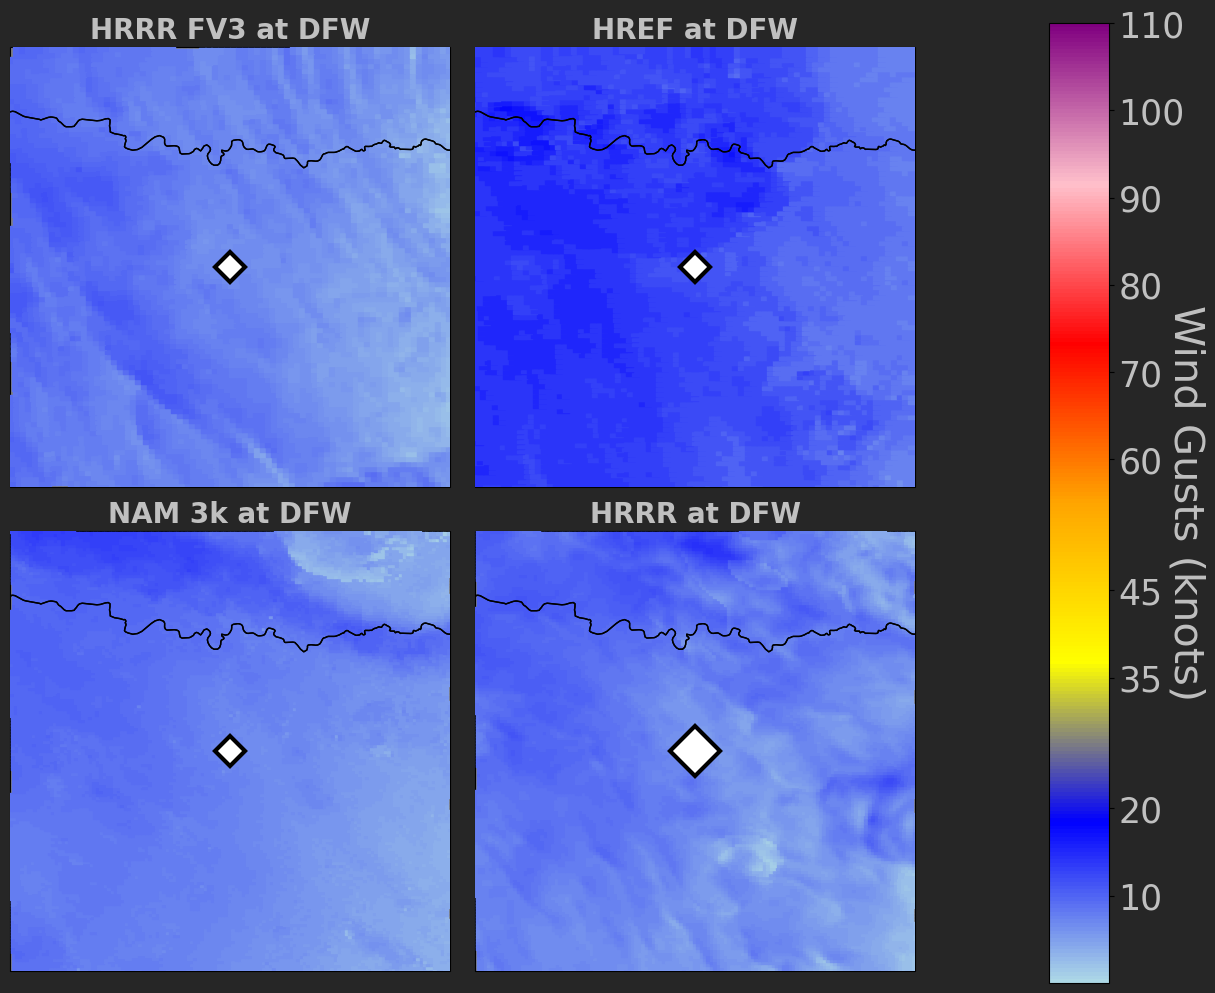 HRRR FV3 at DFW
HREF at DFW
NAM 3k at DFW
HRRR at DFW
110
100
90
80
70
60
45
35
20
10
Wind Gusts (knots)